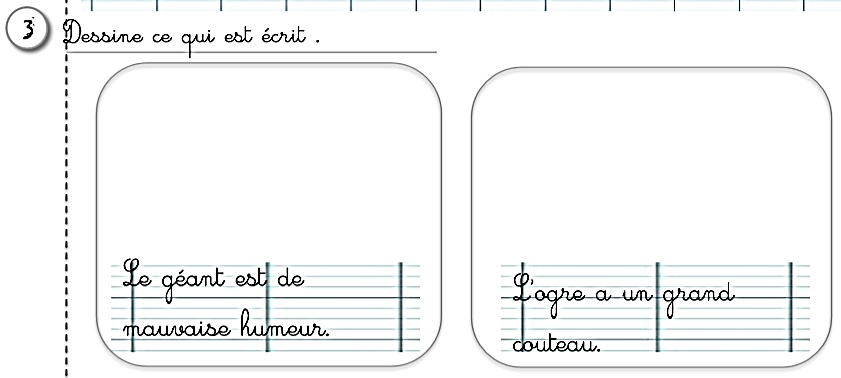 3 Dessine ce qui est écrit .
Le géant est de
mauvaise humeur.
L'ogre a un grand
couteau.